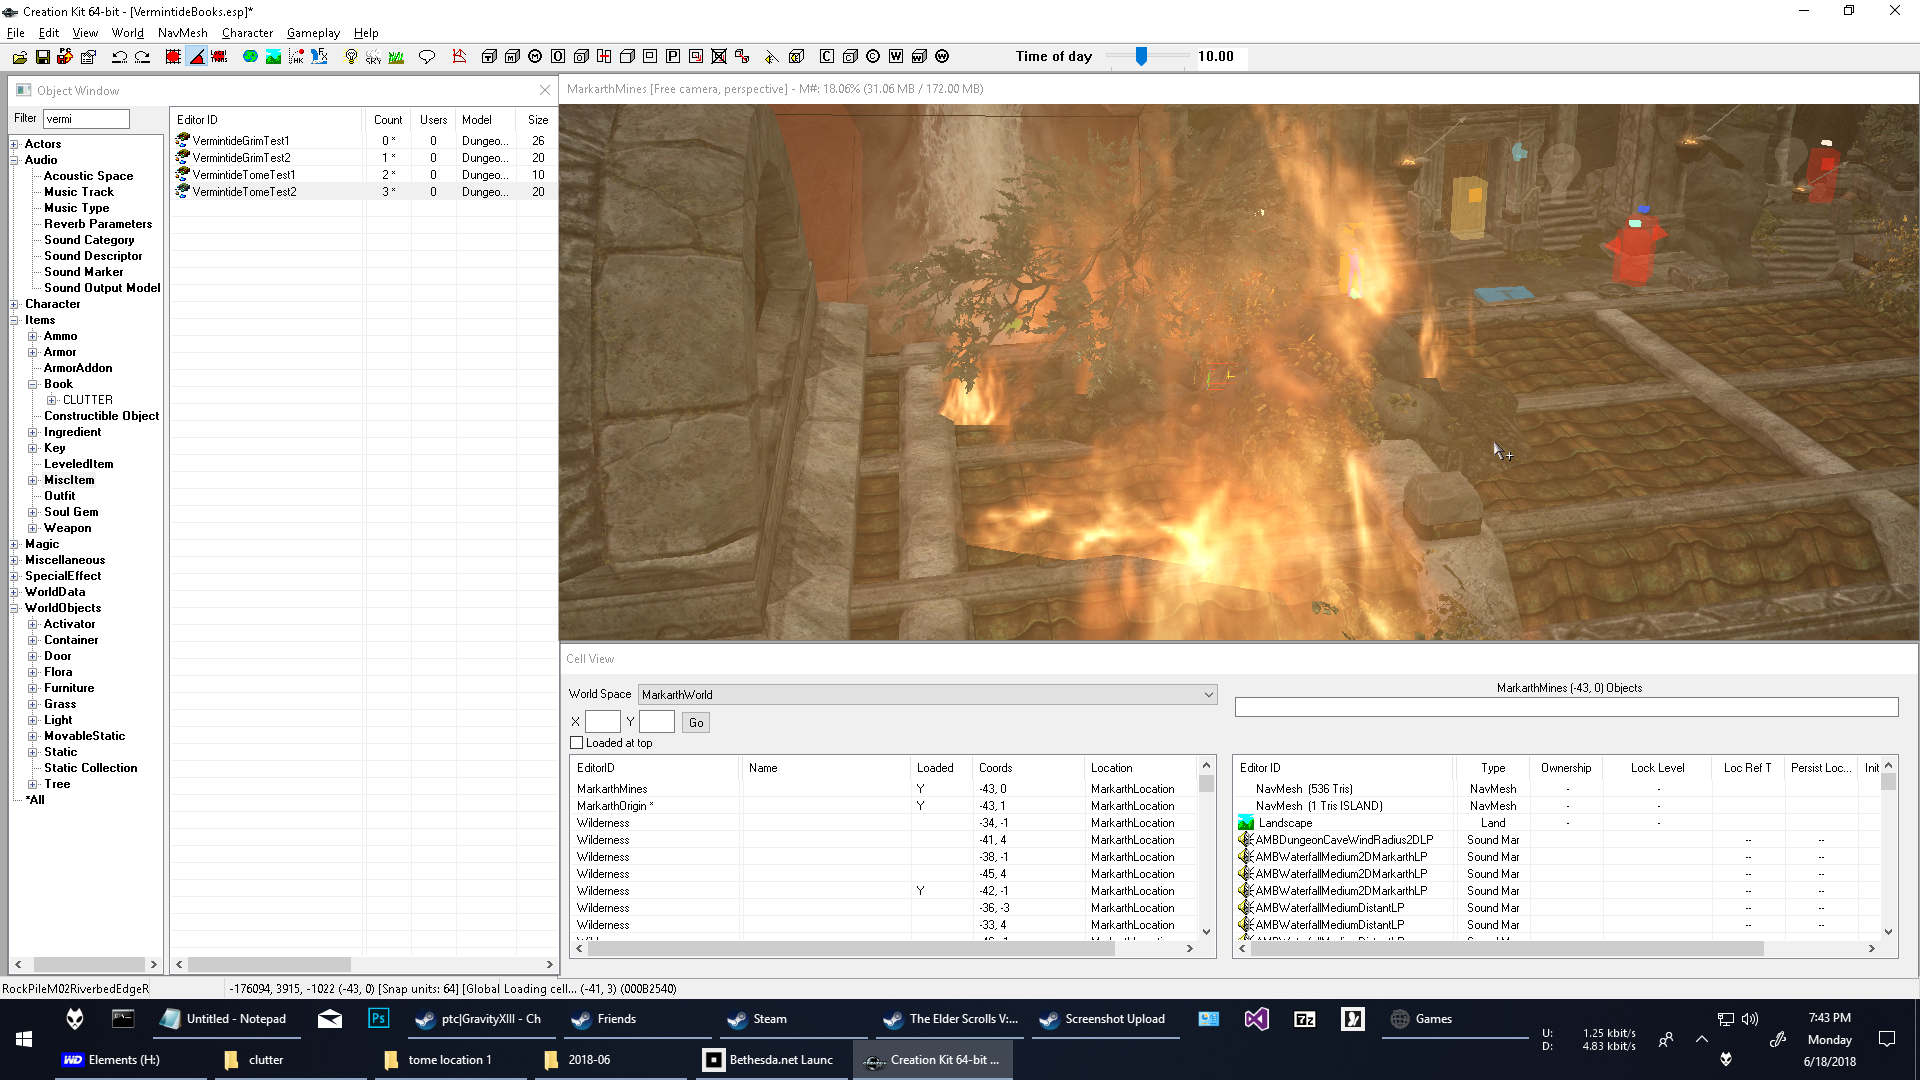 Creation Kit 64-bit - [VermintideBooks.esp]*
File Edit View World NavMesh Character Gameplay Help
Time of day 10.00
Object Window
MarkarthMines [Free camera, perspective] - M#: 18.06% (31.06 MB / 172.00 MB)
Filter vermi
Editor ID Count Users Model Size
VermintideGrimTest1 0 * 0 Dungeo... 26
VermintideGrimTest2 1 * 0 Dungeo... 20
VermintideTomeTest1 2 * 0 Dungeo... 10
VermintideTomeTest2 3 * 0 Dungeo... 20
Actors
Audio
Acoustic Space
Music Track
Music Type
Reverb Parameters
Sound Category
Sound Descriptor
Sound Marker
Sound Output Model
Character
Items
Ammo
Armor
ArmorAddon
Book
CLUTTER
Constructible Object
Ingredient
Key
LeveledItem
MiscItem
Outfit
Soul Gem
Weapon
Magic
Miscellaneous
SpecialEffect
WorldData
WorldObjects
Activator
Container
Door
Flora
Furniture
Grass
Light
MovableStatic
Static
Static Collection
Tree
*All
Cell View
World Space MarkarthWorld
X Y Go
Loaded at top
MarkarthMines (-43, 0) Objects
EditorID Name Loaded Coords Location
MarkarthMines Y -43, 0 MarkarthLocation
MarkarthOrigin * Y -43, 1 MarkarthLocation
Wilderness -34, -1 MarkarthLocation
Wilderness -41, 4 MarkarthLocation
Wilderness -38, -1 MarkarthLocation
Wilderness -45, 4 MarkarthLocation
Wilderness Y -42, -1 MarkarthLocation
Wilderness -36, -3 MarkarthLocation
Wilderness -33, 4 MarkarthLocation
Editor ID Type Ownership Lock Level Loc Ref T Persist Loc... Init
NavMesh (536 Tris) NavMesh - -
NavMesh (1 Tris ISLAND) NavMesh - -
Landscape Land - -
AMBDungeonCaveWindRadius2DLP Sound Mar -- --
AMBWaterfallMedium2DMarkarthLP Sound Mar -- --
AMBWaterfallMedium2DMarkarthLP Sound Mar -- --
AMBWaterfallMedium2DMarkarthLP Sound Mar -- --
AMBWaterfallMediumDistantLP Sound Mar -- --
AMBWaterfallMediumDistantLP Sound Mar -- --
RockPileM02RiverbedEdgeR -176094, 3915, -1022 (-43, 0) [Snap units: 64] [Global Loading cell... (-41, 3) (000B2540)
Untitled - Notepad
Ps
ptc|GravityXIII - Ch
Friends
Steam
The Elder Scrolls V:...
Screenshot Upload
7z
Games
U: 1.25 kbit/s
D: 4.83 kbit/s
7:43 PM
Monday
6/18/2018
WD Elements (H:)
clutter
tome location 1
2018-06
Bethesda.net Launc
Creation Kit 64-bit ...